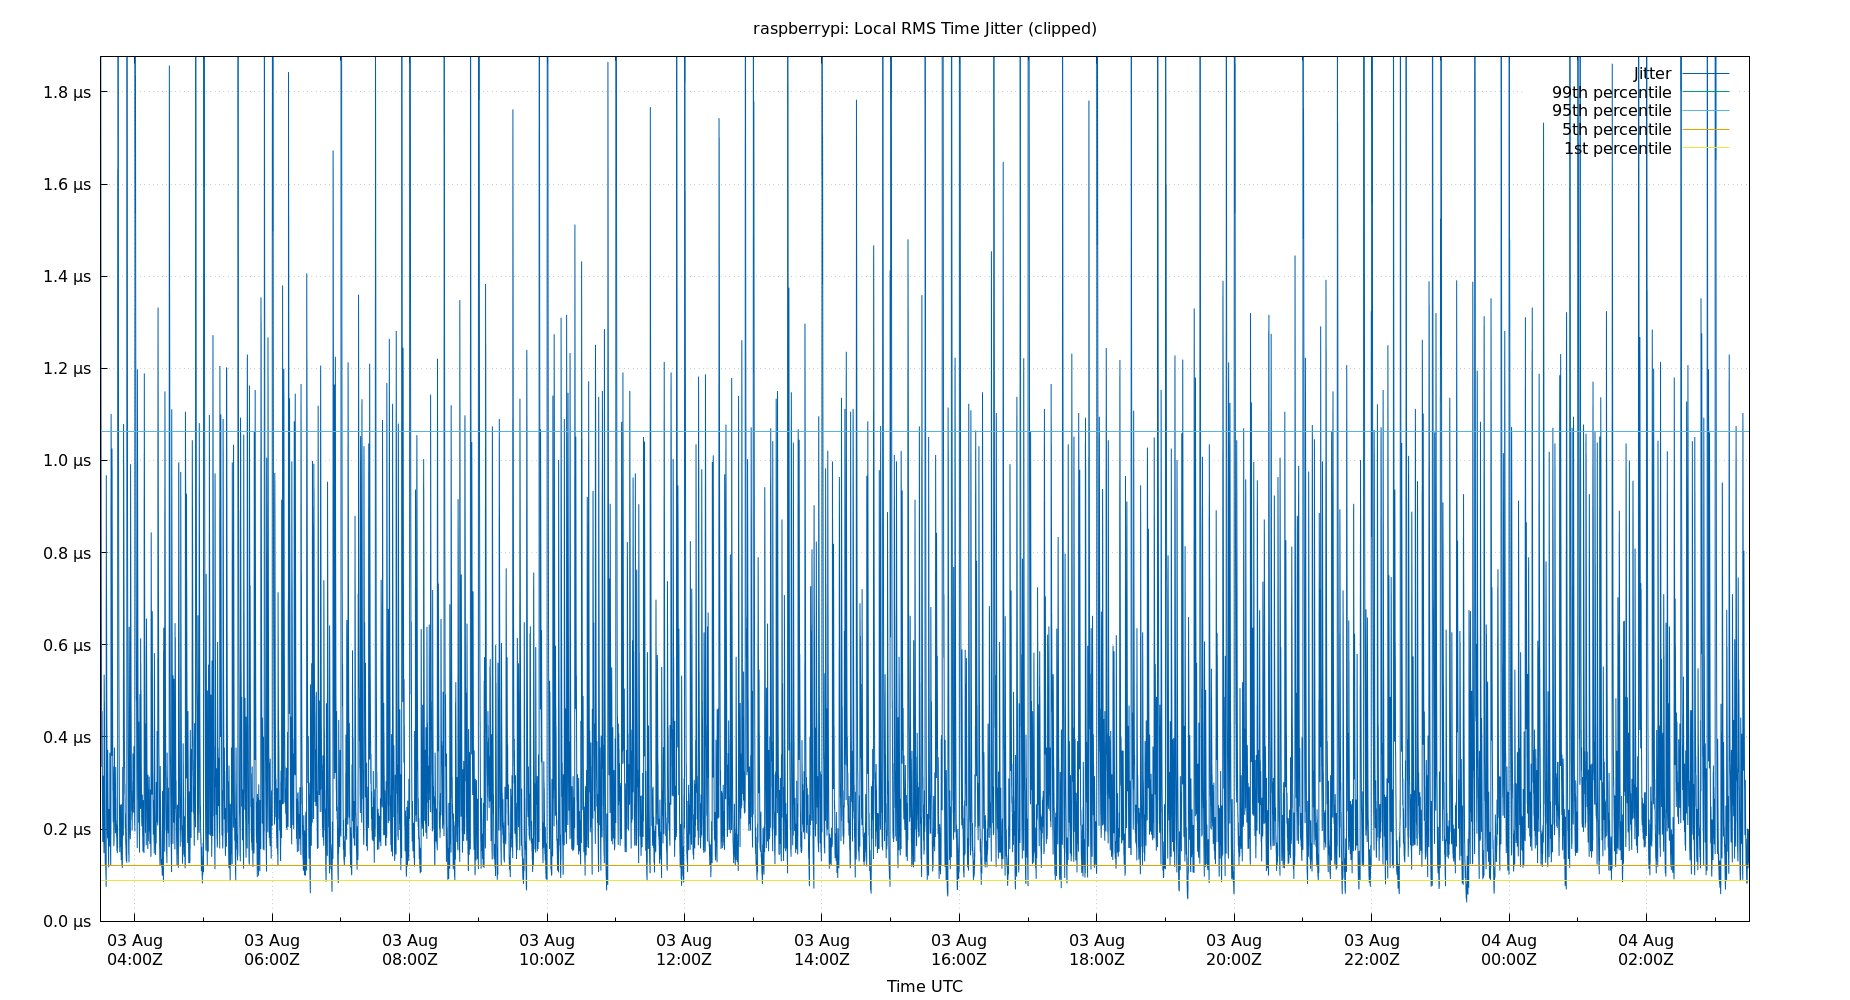 raspberrypi: Local RMS Time Jitter (clipped)
Jitter
99th percentile
95th percentile
5th percentile
1st percentile
1.8 µs
1.6 µs
1.4 µs
1.2 µs
1.0 µs
0.8 µs
0.6 µs
0.4 µs
0.2 µs
0.0 µs
03 Aug 03 Aug 03 Aug 03 Aug 03 Aug 03 Aug 03 Aug 03 Aug 03 Aug 03 Aug 04 Aug 04 Aug
04:00Z 06:00Z 08:00Z 10:00Z 12:00Z 14:00Z 16:00Z 18:00Z 20:00Z 22:00Z 00:00Z 02:00Z
Time UTC